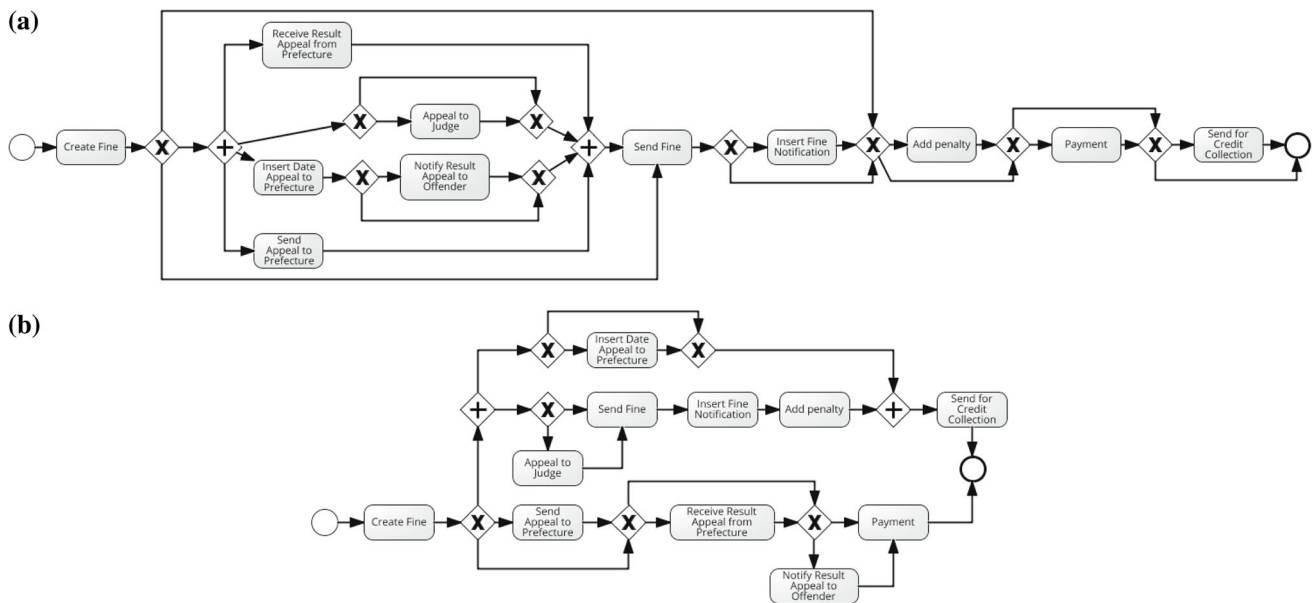 (a)
Receive Result
Appeal from
Prefecture
Appeal to
Judge
Create Fine
Insert Date
Appeal to
Prefecture
Notify Result
Appeal to
Offender
Send
Appeal to
Prefecture
Send Fine
Insert Fine
Notification
Add penalty
Payment
Send for
Credit
Collection
(b)
Insert Date
Appeal to
Prefecture
Send Fine
Insert Fine
Notification
Add penalty
Send for
Credit
Collection
Appeal to
Judge
Create Fine
Send
Appeal to
Prefecture
Receive Result
Appeal from
Prefecture
Payment
Notify Result
Appeal to
Offender